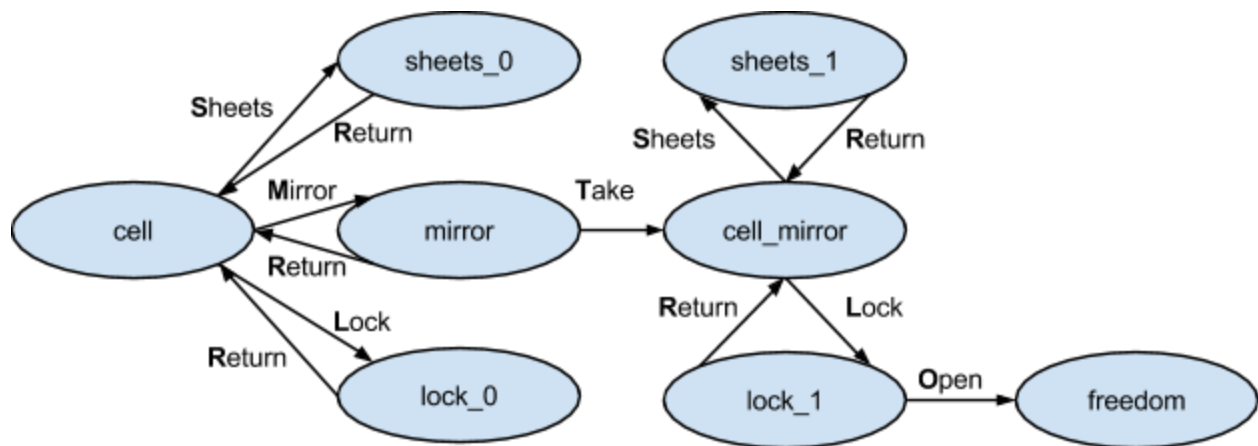 sheets_0
sheets_1
Sheets
Return
Sheets
Return
Mirror
Take
cell
mirror
cell_mirror
Return
Return
Lock
Lock
Return
Open
lock_0
lock_1
freedom